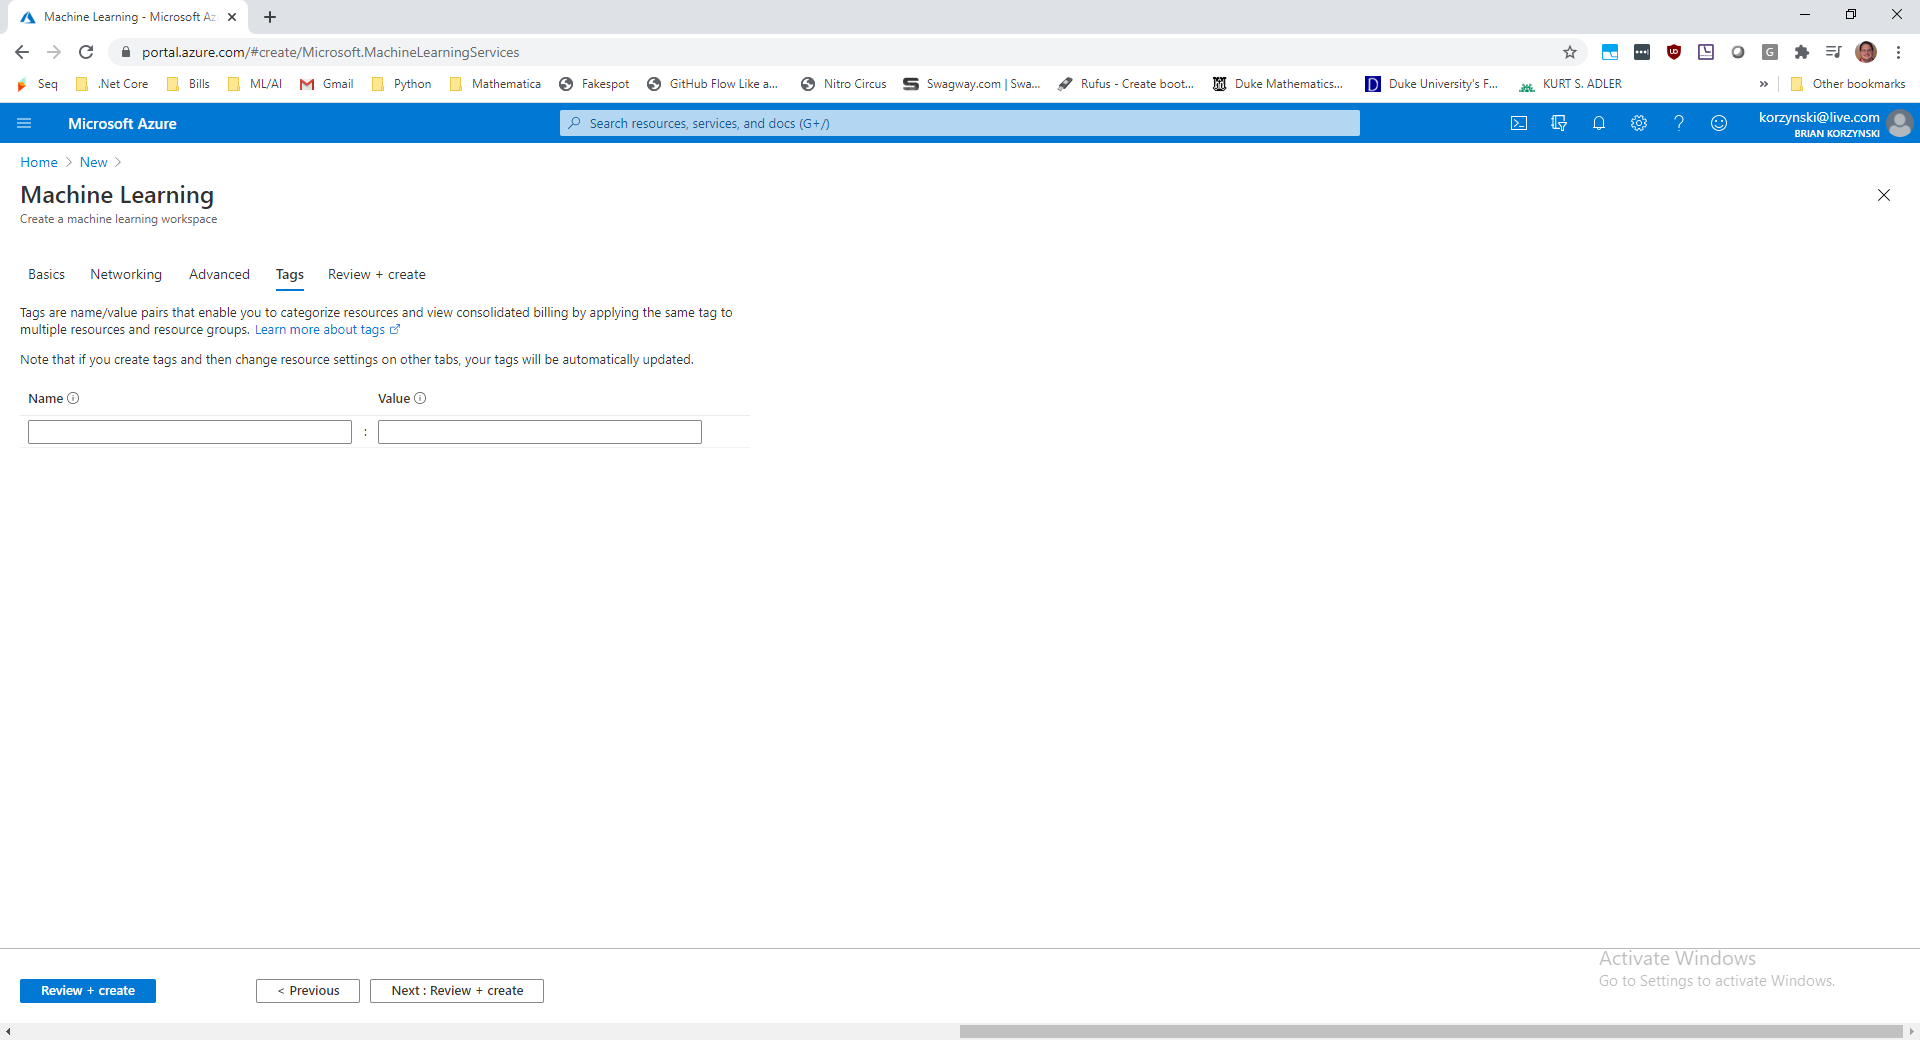 Machine Learning - Microsoft Az
portal.azure.com/#create/Microsoft.MachineLearningServices
Seq .Net Core Bills ML/AI Gmail Python Mathematica Fakespot GitHub Flow Like a... Nitro Circus Swagway.com | Swa... Rufus - Create boot... Duke Mathematics... Duke University's F... KURT S. ADLER » Other bookmarks
Microsoft Azure
Search resources, services, and docs (G+/)
korzynski@live.com
BRIAN KORZYNSKI
Home > New >
Machine Learning
Create a machine learning workspace
Basics Networking Advanced Tags Review + create
Tags are name/value pairs that enable you to categorize resources and view consolidated billing by applying the same tag to
multiple resources and resource groups. Learn more about tags
Note that if you create tags and then change resource settings on other tabs, your tags will be automatically updated.
Name Value
:
Activate Windows
Go to Settings to activate Windows.
Review + create < Previous Next : Review + create